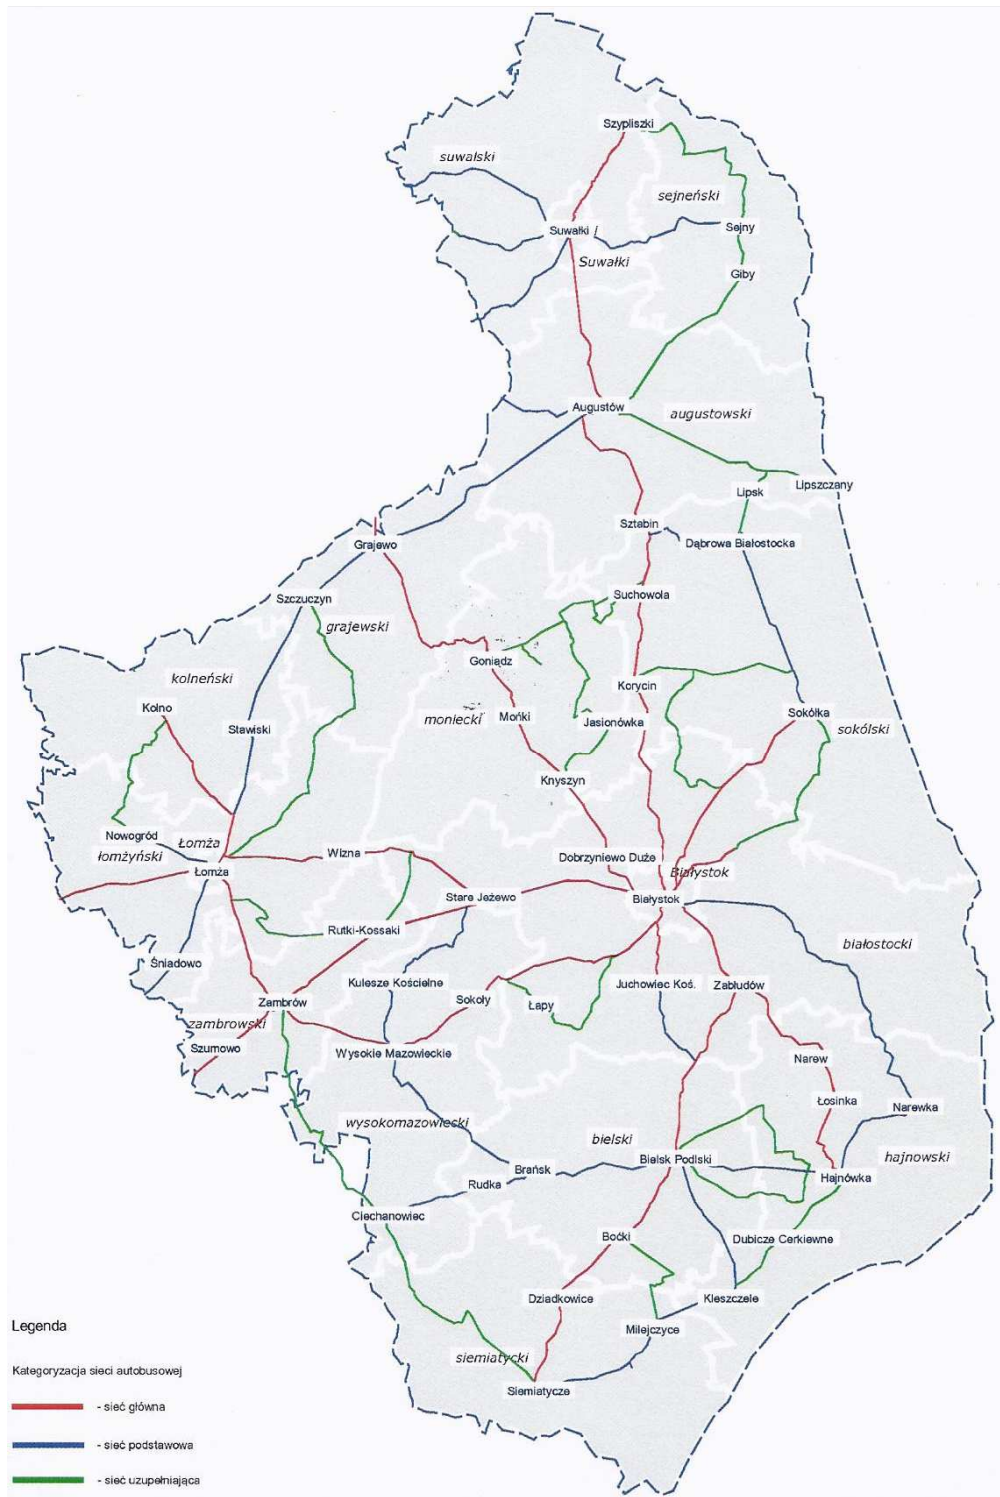 Szypliszki
suwalski
sejneński
Suwałki /
Sejny
Suwałki
Giby
Augustów
augustowski
Lipsk
Lipszczany
Sztabin
Dąbrowa Białostocka
Grajewo
Suchowola
Szczuczyn
grajewski
Goniądz
kolneński
Korycin
Kolno
moniecki
Mońki
Jasionówka
Sokółka
sokólski
Stawiski
Knyszyn
Nowogród
Łomża
łomżyński
Wizna
Dobrzyniewo Duże
Białystok
Łomża
Stare Jeżewo
Białystok
Rutki-Kossaki
białostocki
Śniadowo
Kulesze Kościelne
Juchowiec Koś.
Zabłudów
Zambrów
Sokoły
Łapy
zambrowski
Szumowo
Wysokie Mazowieckie
Narew
Łosinka
Narewka
wysokomazowiecki
bielski
Bielsk Podlski
hajnowski
Brańsk
Hajnówka
Rudka
Ciechanowiec
Boćki
Dubicze Cerkiewne
Dziadkowice
Kleszczele
Milejczyce
siemiatycki
Siemiatycze
Legenda
Kategoryzacja sieci autobusowej
- sieć główna
- sieć podstawowa
- sieć uzupełniająca